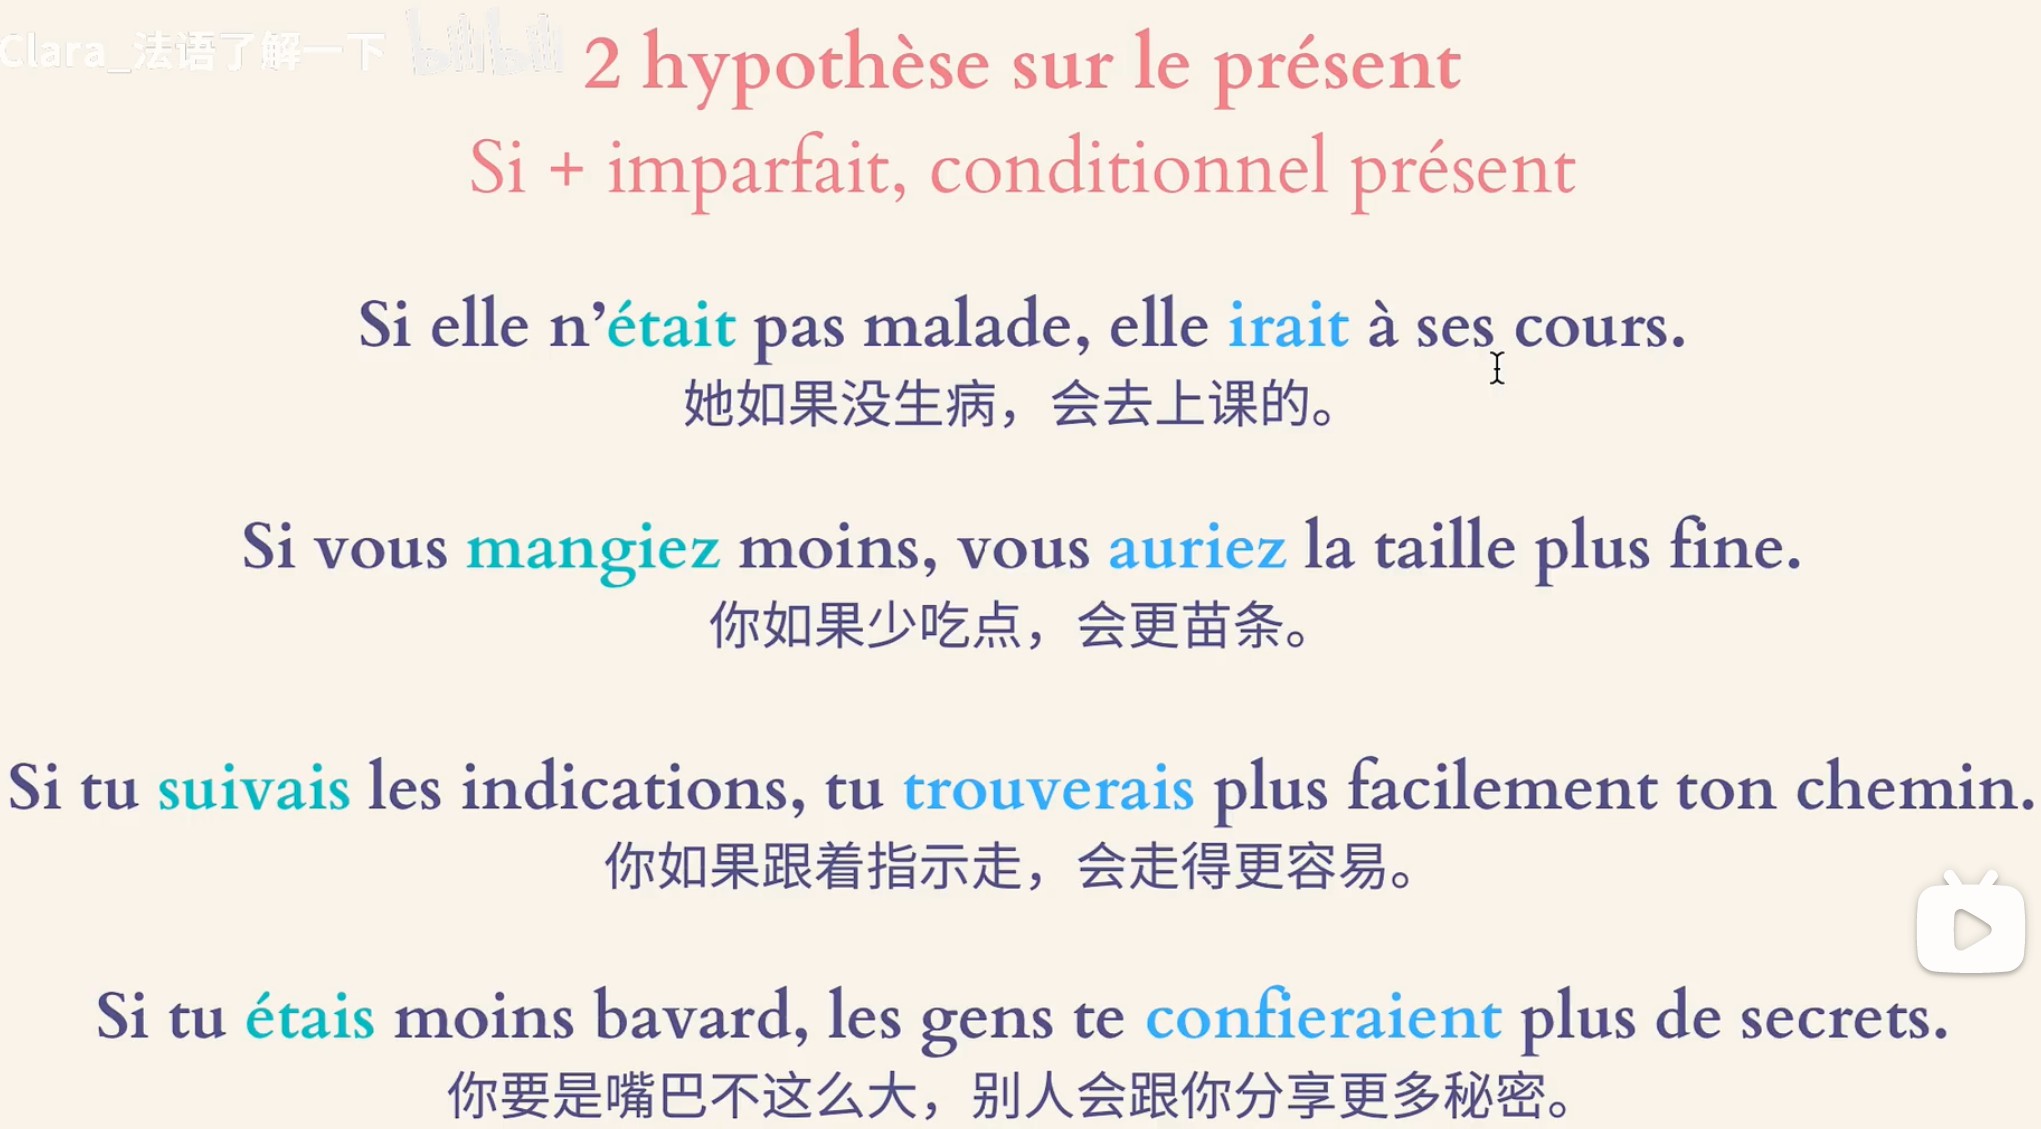 Clara_法语了解一下 bilibili
2 hypothèse sur le présent
Si + imparfait, conditionnel présent
Si elle n’était pas malade, elle irait à ses cours.
她如果没生病，会去上课的。
Si vous mangiez moins, vous auriez la taille plus fine.
你如果少吃点，会更苗条。
Si tu suivais les indications, tu trouverais plus facilement ton chemin.
你如果跟着指示走，会走得更容易。
Si tu étais moins bavard, les gens te confieraient plus de secrets.
你要是嘴巴不这么大，别人会跟你分享更多秘密。